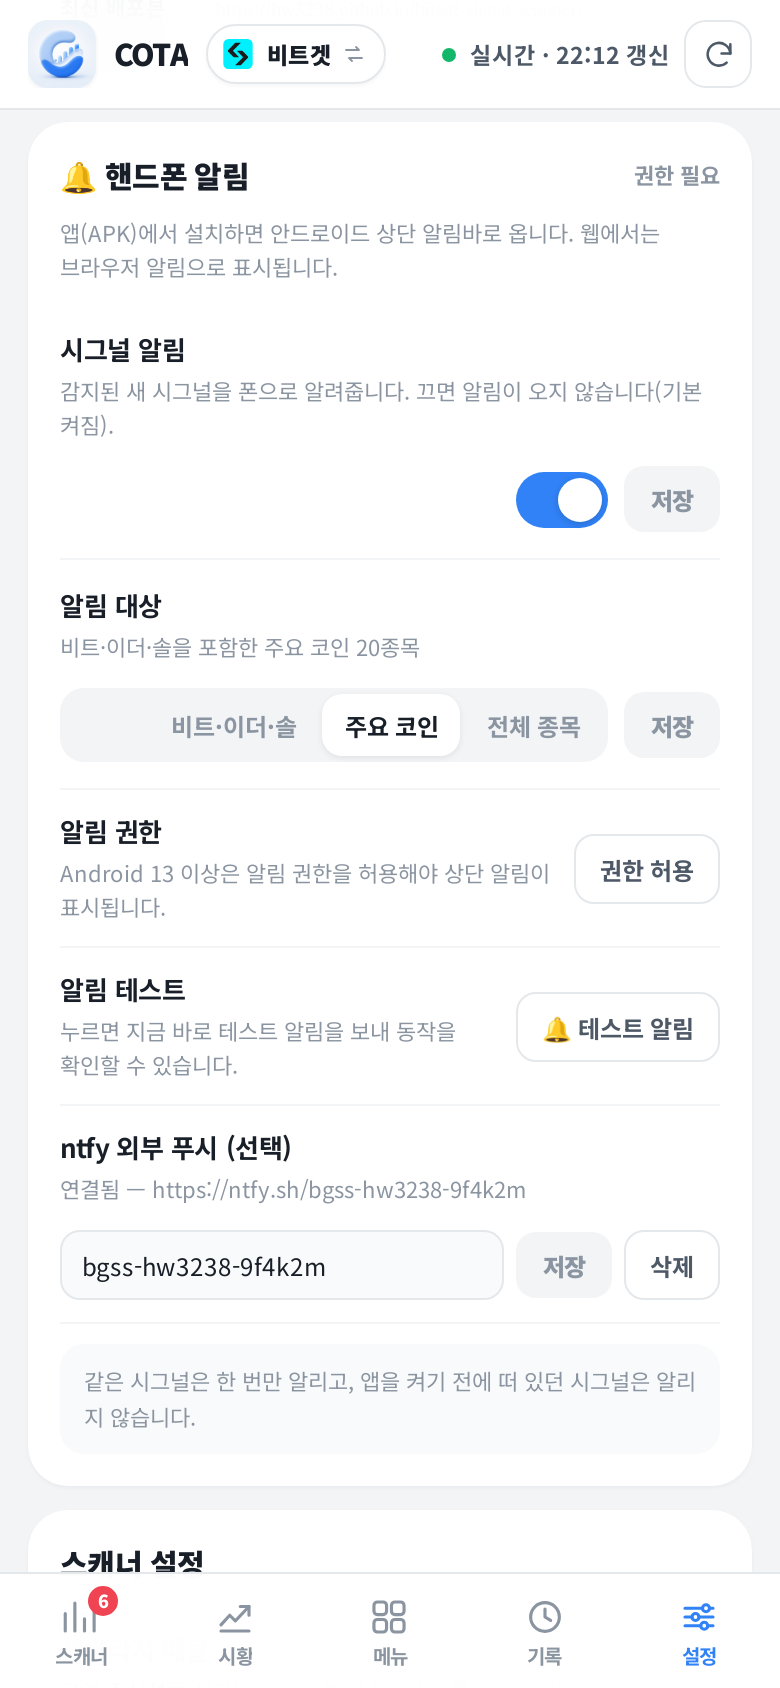 COTA
비트겟
실시간 · 22:12 갱신
🔔 핸드폰 알림
권한 필요
앱(APK)에서 설치하면 안드로이드 상단 알림바로 옵니다. 웹에서는
브라우저 알림으로 표시됩니다.
시그널 알림
감지된 새 시그널을 폰으로 알려줍니다. 끄면 알림이 오지 않습니다(기본
켜짐).
저장
알림 대상
비트·이더·솔을 포함한 주요 코인 20종목
비트·이더·솔
주요 코인
전체 종목
저장
알림 권한
Android 13 이상은 알림 권한을 허용해야 상단 알림이
표시됩니다.
권한 허용
알림 테스트
누르면 지금 바로 테스트 알림을 보내 동작을
확인할 수 있습니다.
🔔 테스트 알림
ntfy 외부 푸시 (선택)
연결됨 — https://ntfy.sh/bgss-hw3238-9f4k2m
bgss-hw3238-9f4k2m
저장
삭제
같은 시그널은 한 번만 알리고, 앱을 켜기 전에 떠 있던 시그널은 알리
지 않습니다.
스캐너 설정
6
스캐너
시황
메뉴
기록
설정